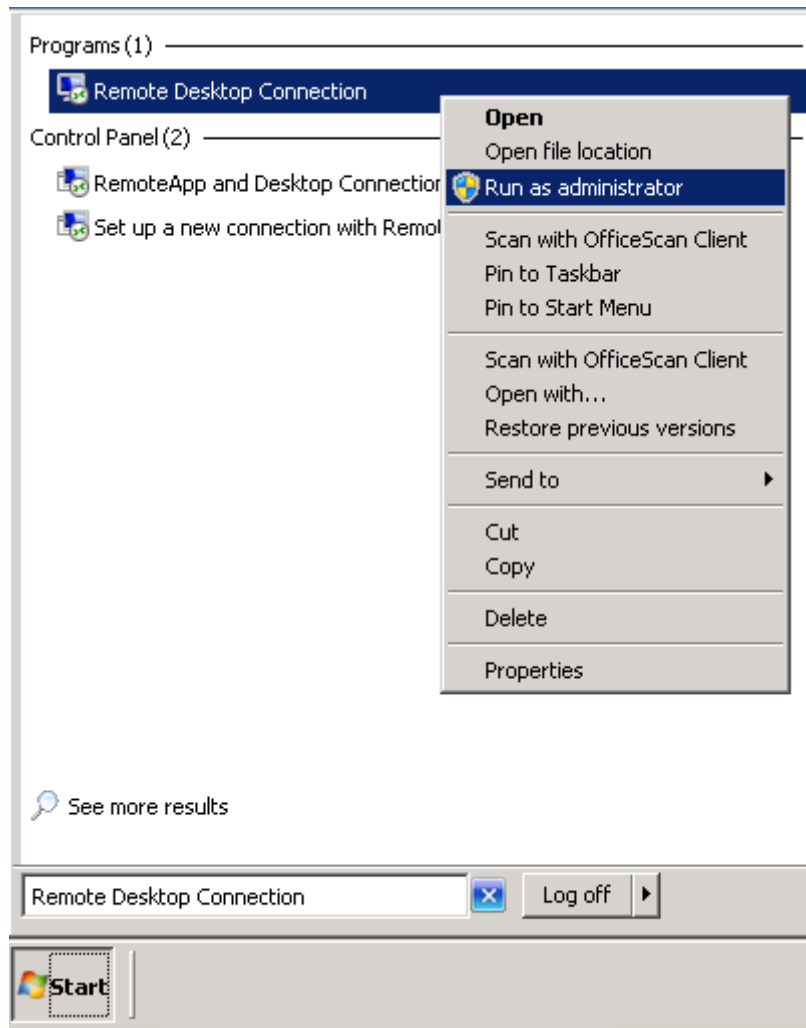 Programs (1)
Remote Desktop Connection
Control Panel (2)
RemoteApp and Desktop Connection
Set up a new connection with Remo
Open
Open file location
Run as administrator
Scan with OfficeScan Client
Pin to Taskbar
Pin to Start Menu
Scan with OfficeScan Client
Open with...
Restore previous versions
Send to
Cut
Copy
Delete
Properties
See more results
Remote Desktop Connection
Log off
Start